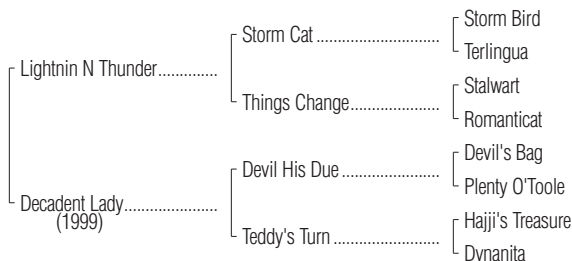 Storm Bird
Storm Cat
Terlingua
Lightnin N Thunder
Stalwart
Things Change
Romanticat
Devil's Bag
Devil His Due
Plenty O'Toole
Decadent Lady
(1999)
Hajji's Treasure
Teddy's Turn
Dynanita